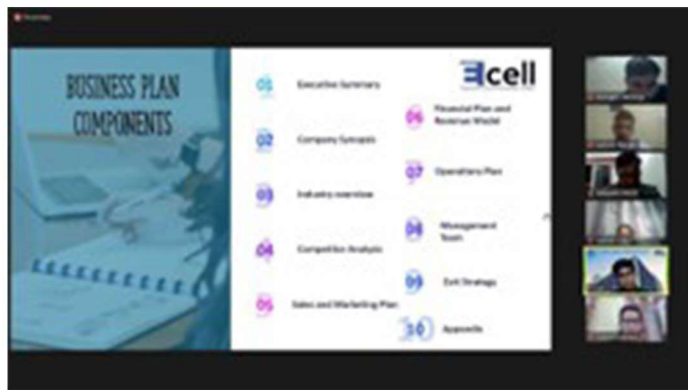 BUSINESS PLAN
COMPONENTS
Ecell
01 Executive Summary
02 Company Synopsis
03 Industry overview
04 Competitor Analysis
05 Sales and Marketing Plan
06 Financial Plan and
Revenue Model
07 Operations Plan
08 Management
Team
09 Exit Strategy
10 Appendix